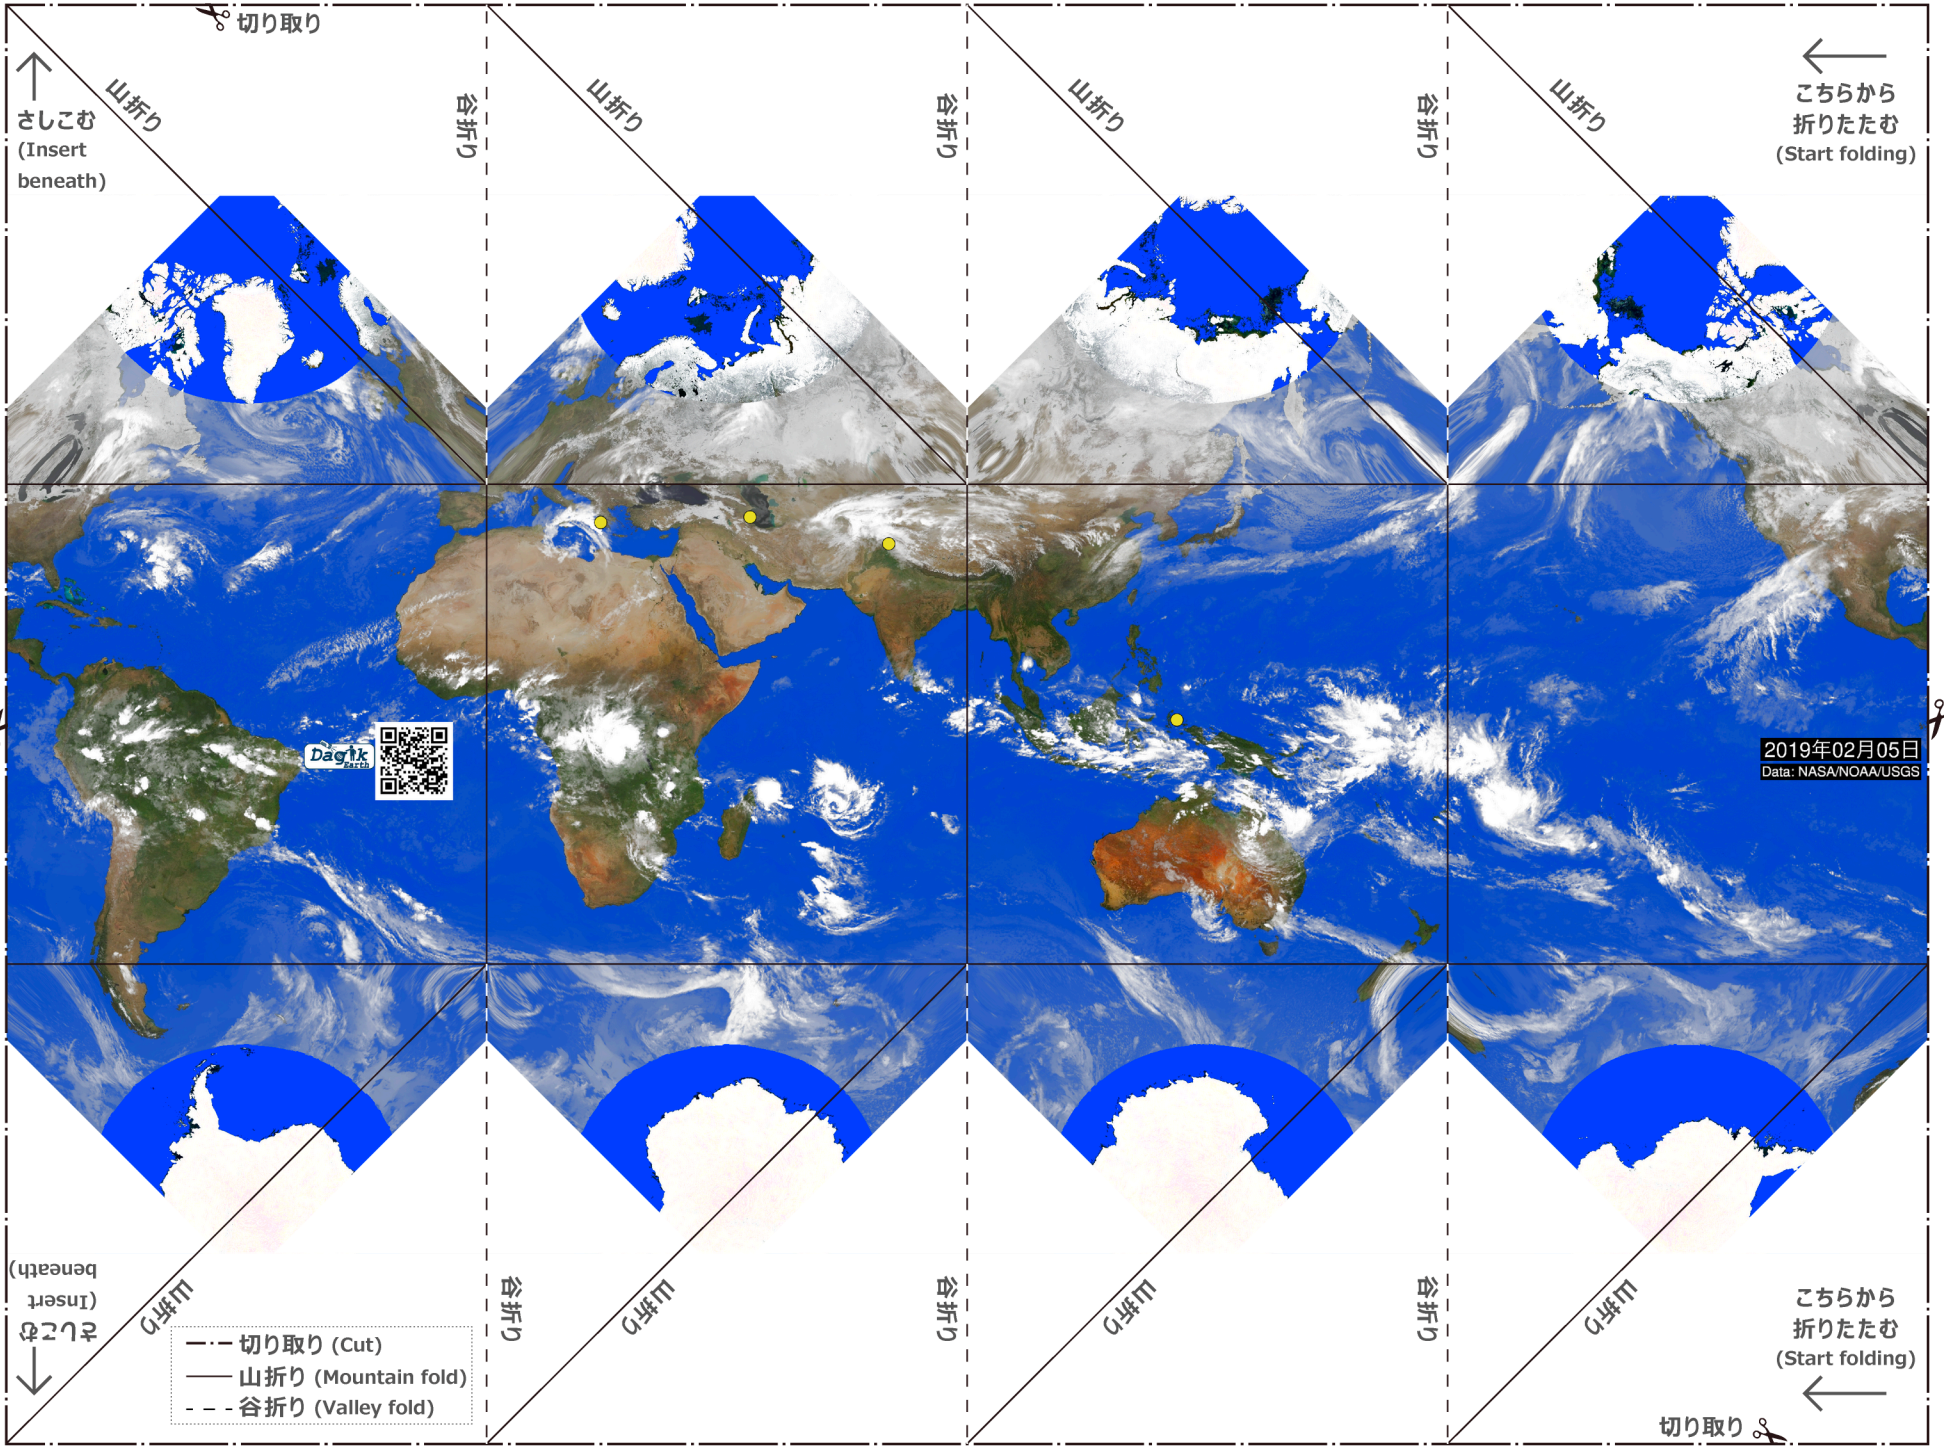 切り取り
山折り
谷折り
山折り
谷折り
山折り
谷折り
山折り
さしこむ
(Insert
beneath)
こちらから
折りたたむ
(Start folding)
Dagik
Earth
2019年02月05日
Data: NASA/NOAA/USGS
さしこむ
(Insert
beneath)
山折り
谷折り
山折り
谷折り
山折り
谷折り
山折り
こちらから
折りたたむ
(Start folding)
切り取り (Cut)
山折り (Mountain fold)
谷折り (Valley fold)
切り取り